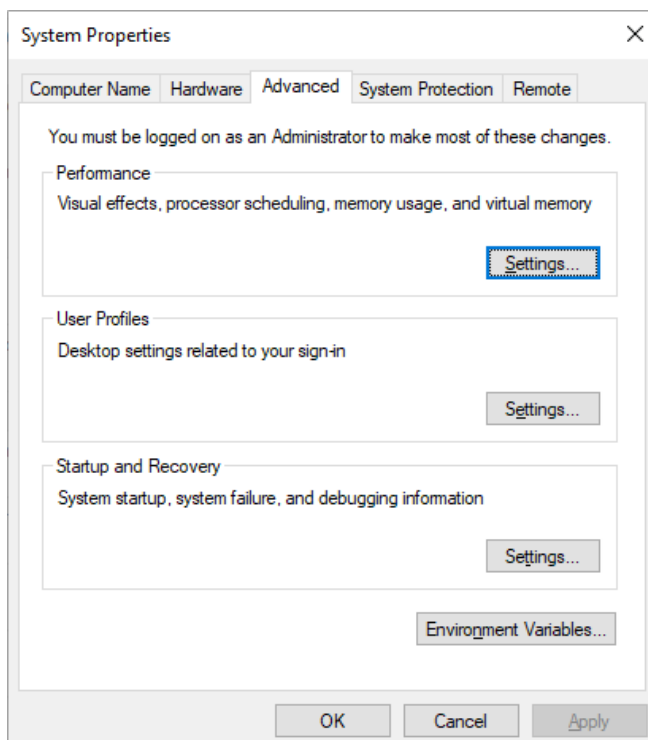 System Properties
Computer Name
Hardware
Advanced
System Protection
Remote
You must be logged on as an Administrator to make most of these changes.
Performance
Visual effects, processor scheduling, memory usage, and virtual memory
Settings...
User Profiles
Desktop settings related to your sign-in
Settings...
Startup and Recovery
System startup, system failure, and debugging information
Settings...
Environment Variables...
OK
Cancel
Apply